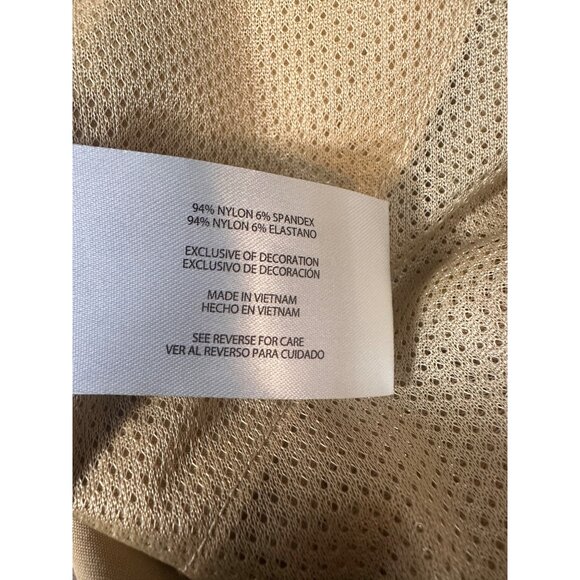 94% NYLON 6% SPANDEX
94% NYLON 6% ELASTANO
EXCLUSIVE OF DECORATION
EXCLUSIVO DE DECORACIÓN
MADE IN VIETNAM
HECHO EN VIETNAM
SEE REVERSE FOR CARE
VER AL REVERSO PARA CUIDADO